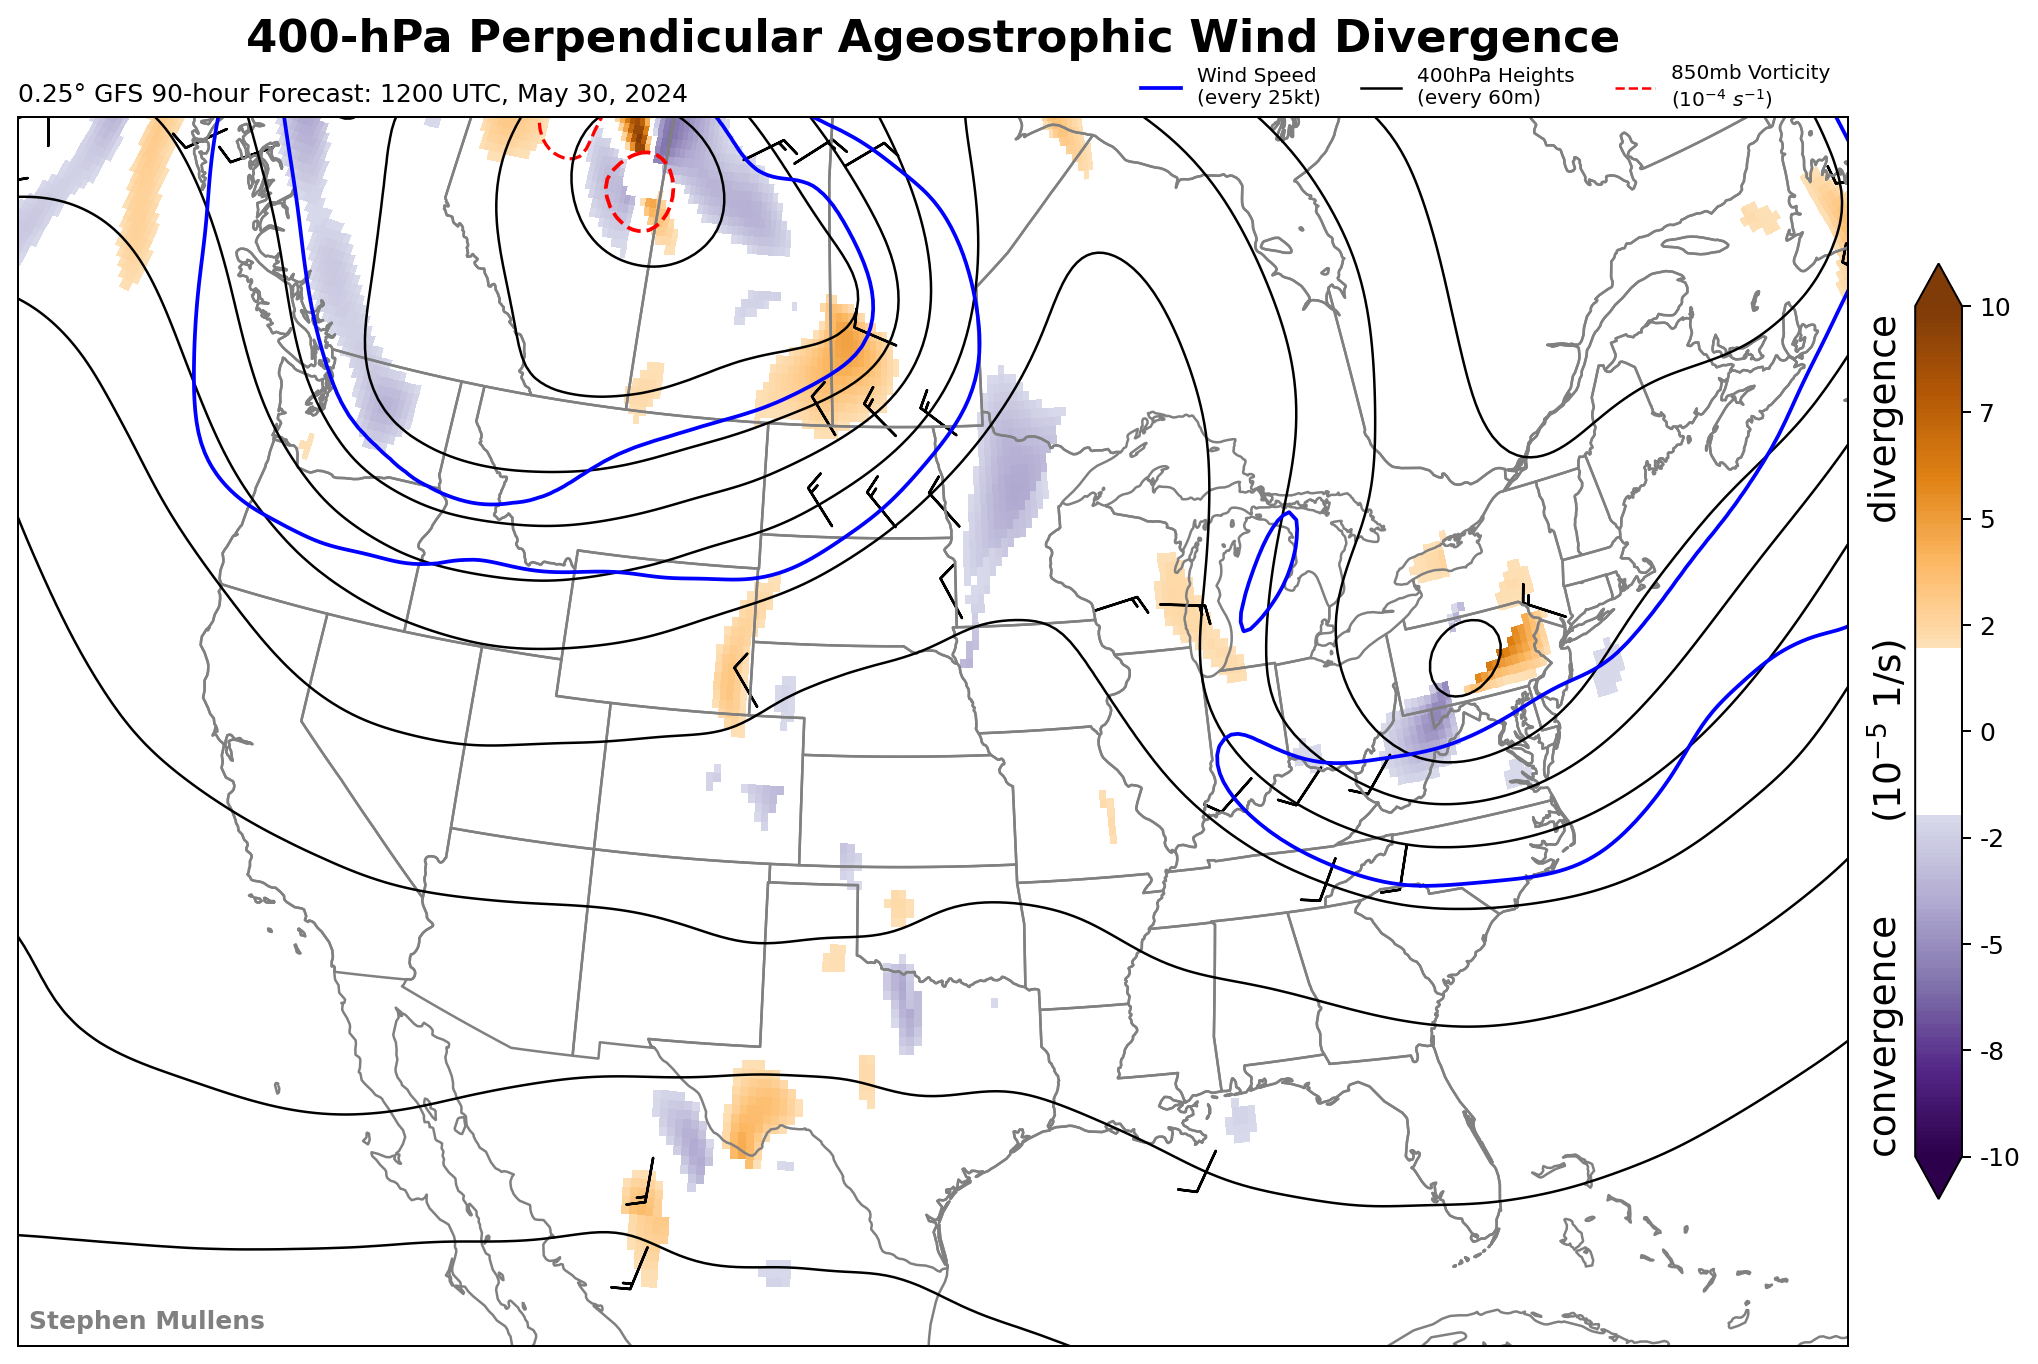 400-hPa Perpendicular Ageostrophic Wind Divergence
0.25° GFS 90-hour Forecast: 1200 UTC, May 30, 2024
Wind Speed
(every 25kt)
400hPa Heights
(every 60m)
850mb Vorticity
(10⁻⁴ s⁻¹)
10
7
5
2
0
-2
-5
-8
-10
convergence (10⁻⁵ 1/s) divergence
Stephen Mullens